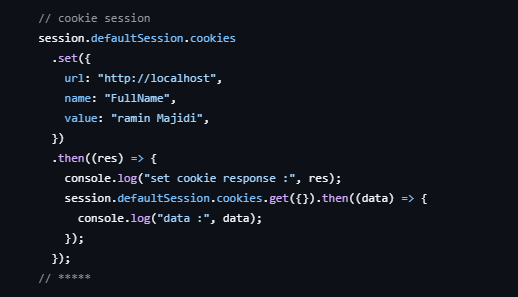 // cookie session
session.defaultSession.cookies
.set({
url: "http://localhost",
name: "FullName",
value: "ramin Majidi",
})
.then((res) => {
console.log("set cookie response :", res);
session.defaultSession.cookies.get({}).then((data) => {
console.log("data :", data);
});
});
// *****